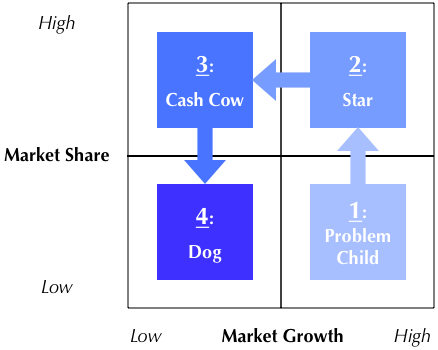 High
3:
Cash Cow
2:
Star
Market Share
4:
Dog
1:
Problem
Child
Low
Low
Market Growth
High